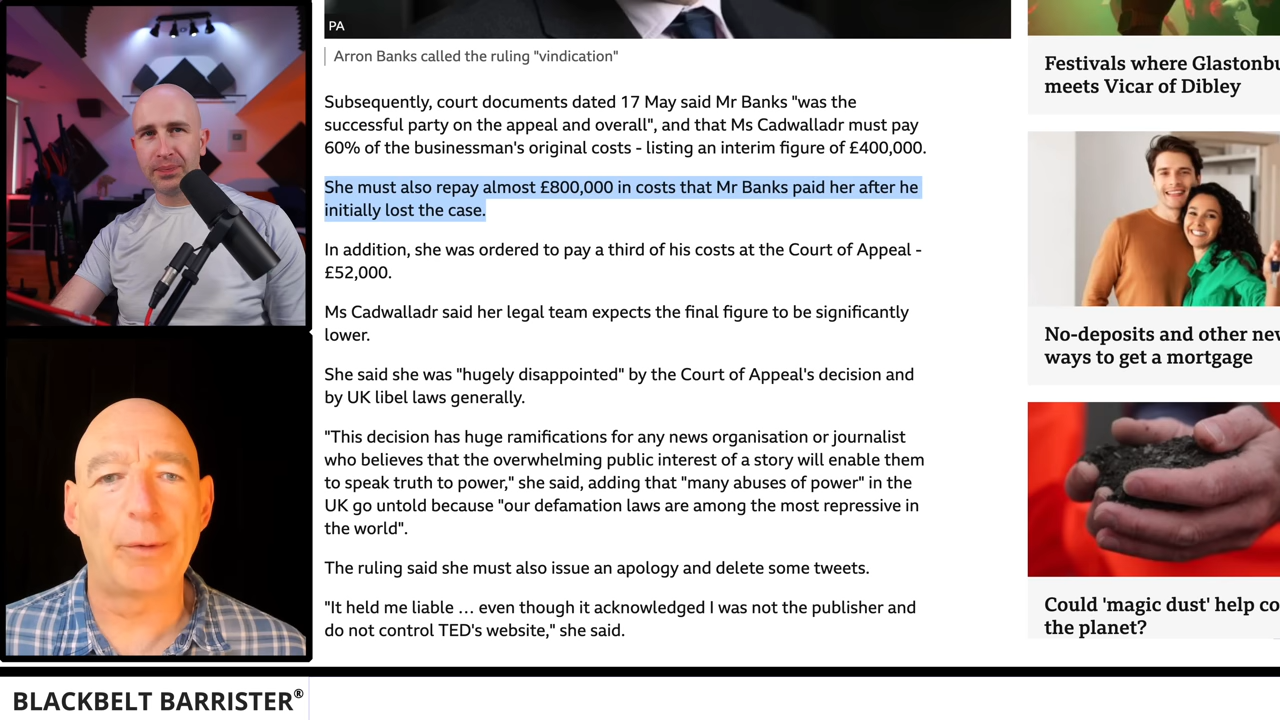 PA
Arron Banks called the ruling "vindication"
Subsequently, court documents dated 17 May said Mr Banks "was the
successful party on the appeal and overall", and that Ms Cadwalladr must pay
60% of the businessman's original costs - listing an interim figure of £400,000.
She must also repay almost £800,000 in costs that Mr Banks paid her after he
initially lost the case.
In addition, she was ordered to pay a third of his costs at the Court of Appeal -
£52,000.
Ms Cadwalladr said her legal team expects the final figure to be significantly
lower.
She said she was "hugely disappointed" by the Court of Appeal's decision and
by UK libel laws generally.
"This decision has huge ramifications for any news organisation or journalist
who believes that the overwhelming public interest of a story will enable them
to speak truth to power," she said, adding that "many abuses of power" in the
UK go untold because "our defamation laws are among the most repressive in
the world".
The ruling said she must also issue an apology and delete some tweets.
"It held me liable … even though it acknowledged I was not the publisher and
do not control TED's website," she said.
Festivals where Glastonbu
meets Vicar of Dibley
No-deposits and other new
ways to get a mortgage
Could 'magic dust' help co
the planet?
BLACKBELT BARRISTER®